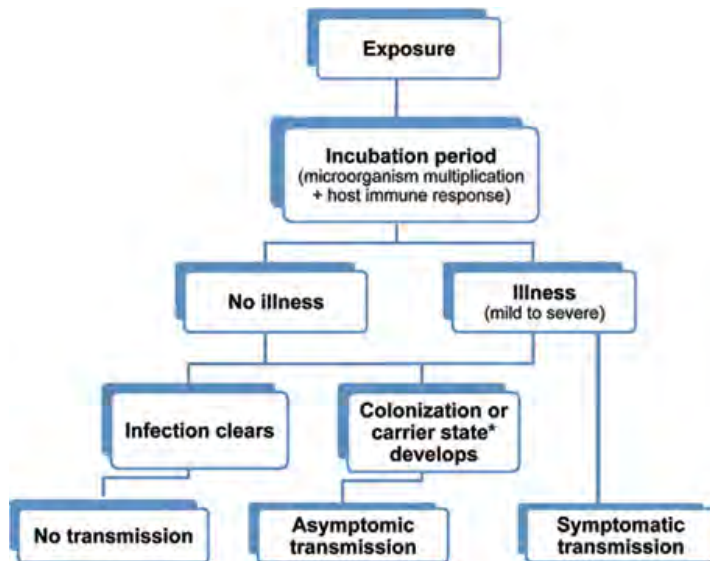 Exposure
Incubation period
(microorganism multiplication
+ host immune response)
No illness
Illness
(mild to severe)
Infection clears
Colonization or
carrier state*
develops
No transmission
Asymptomic
transmission
Symptomatic
transmission